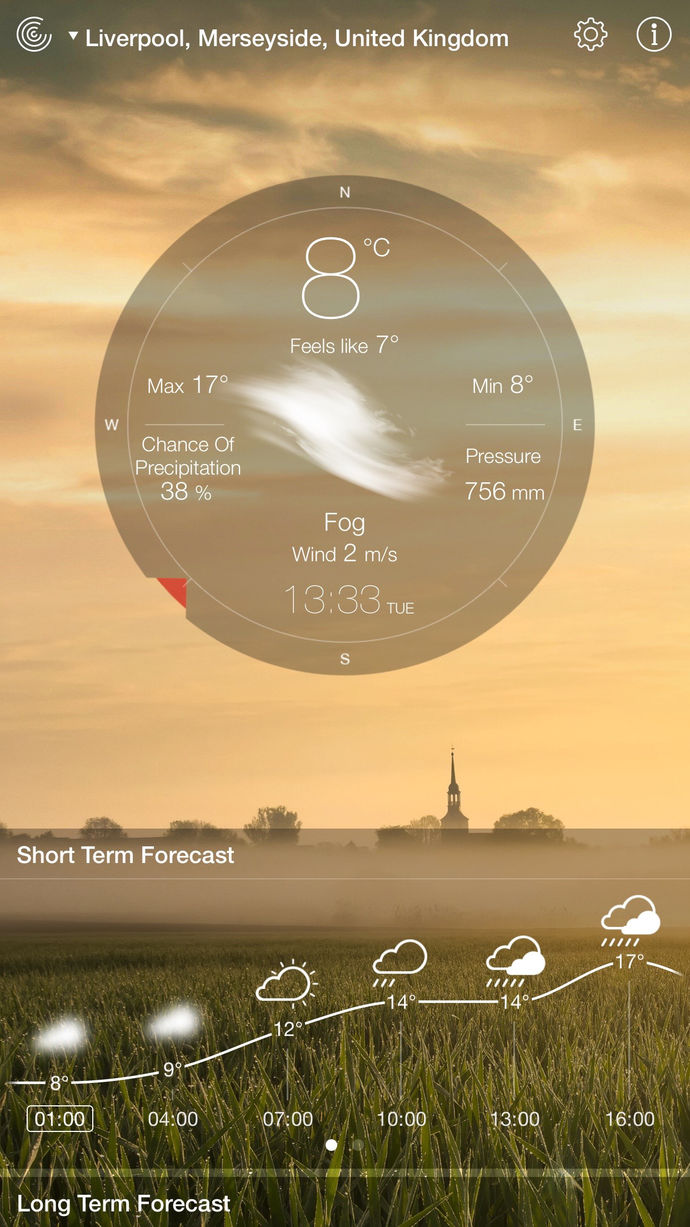 ▼ Liverpool, Merseyside, United Kingdom
i
N
8 °C
Feels like 7°
Max 17°
Min 8°
W
E
Chance Of
Precipitation
38 %
Pressure
756 mm
Fog
Wind 2 m/s
13:33 TUE
S
Short Term Forecast
8°
9°
12°
14°
14°
17°
01:00
04:00
07:00
10:00
13:00
16:00
Long Term Forecast